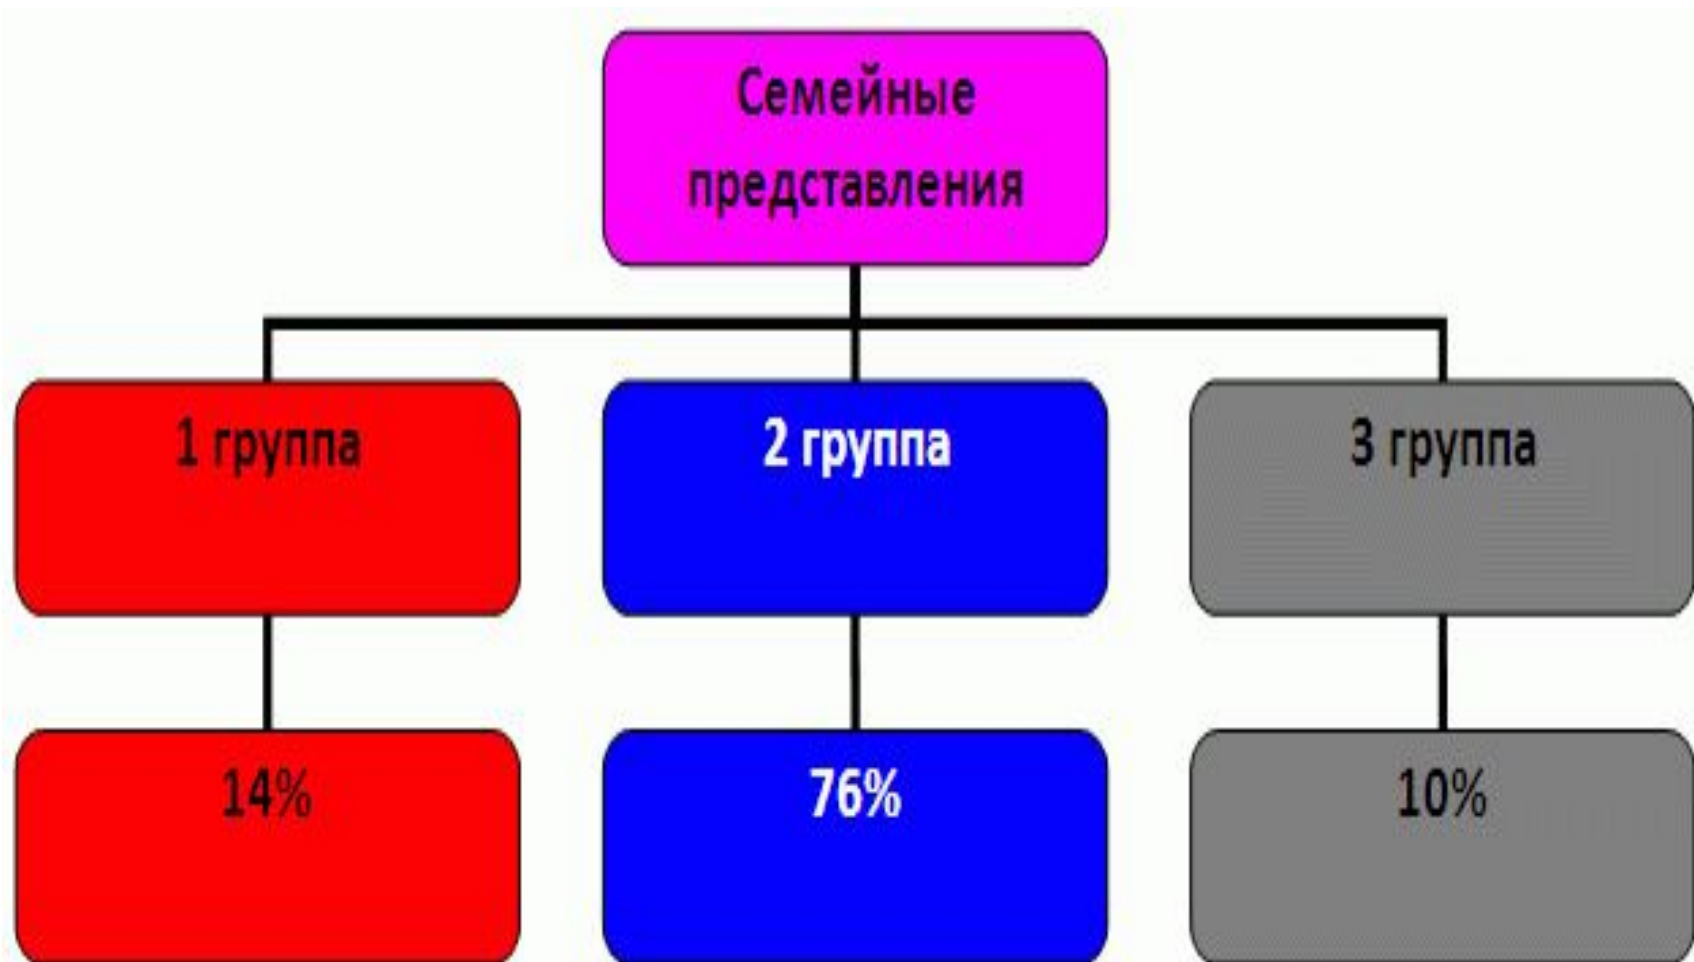 Семейные
представления
1 группа
2 группа
3 группа
14%
76%
10%